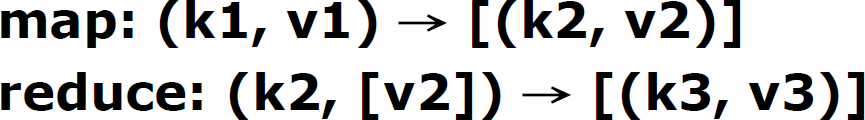 map: (k1, v1) → [(k2, v2)]
reduce: (k2, [v2]) → [(k3, v3)]